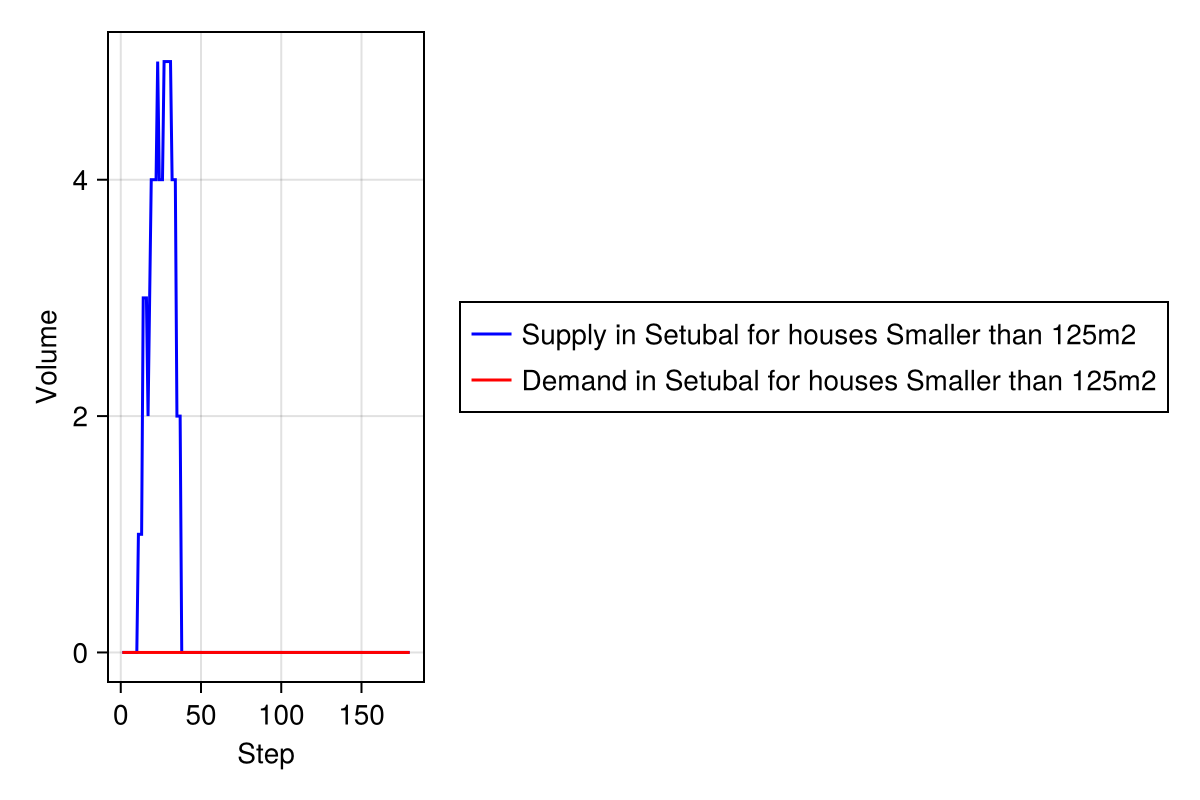 Volume
4
2
0
0 50 100 150
Step
Supply in Setubal for houses Smaller than 125m2
Demand in Setubal for houses Smaller than 125m2